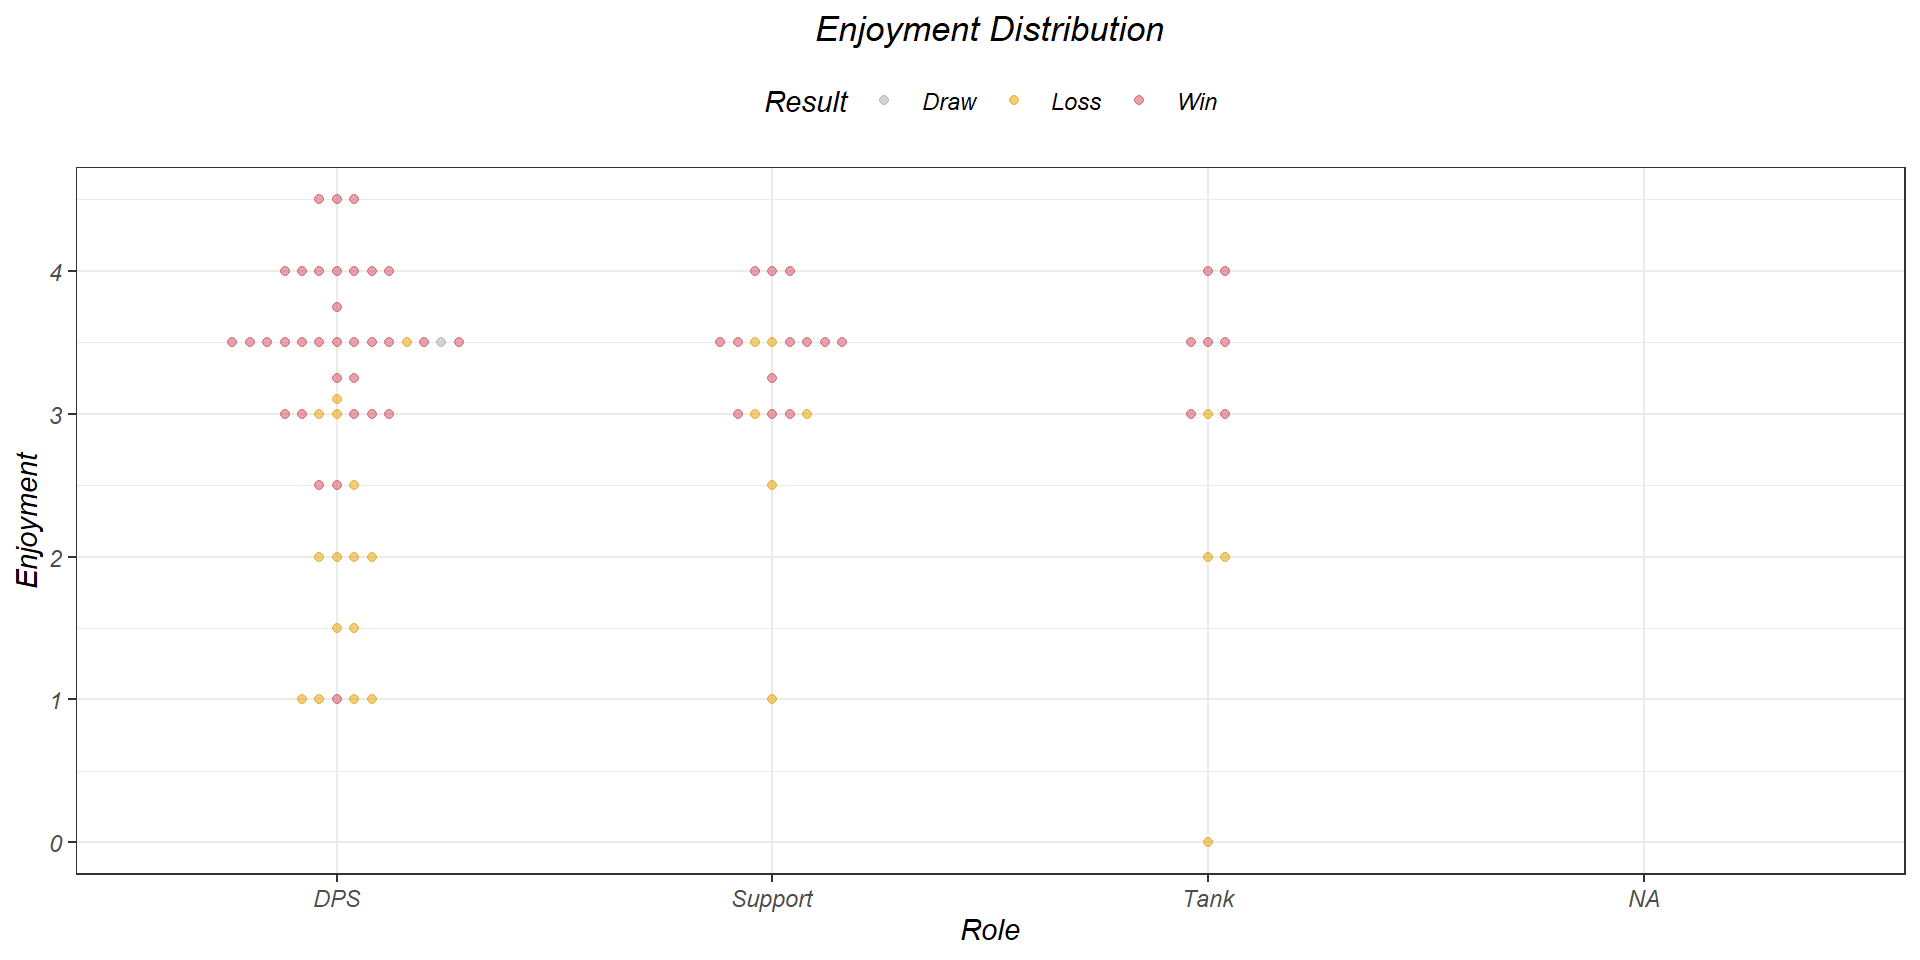 Enjoyment Distribution
Result Draw Loss Win
Enjoyment
4
3
2
1
0
DPS Support Tank NA
Role